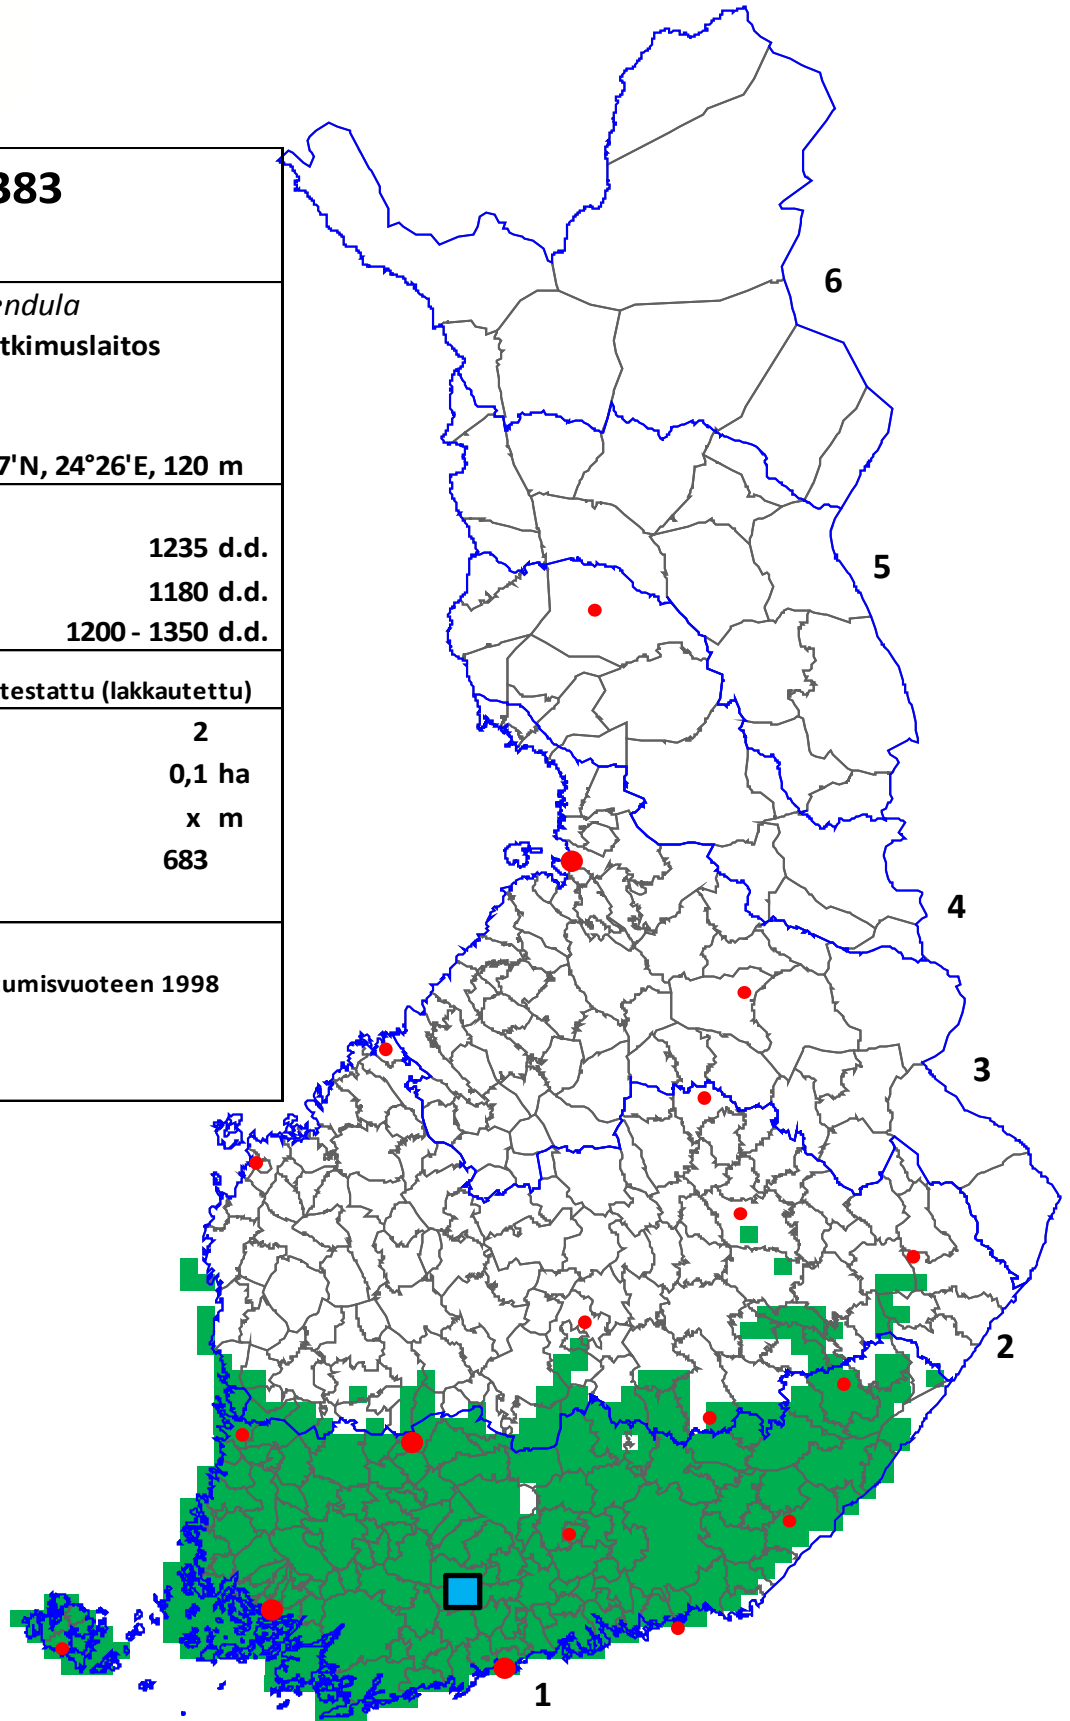 383
endula
tkimuslaitos
7'N, 24°26'E, 120 m
1235 d.d.
1180 d.d.
1200 - 1350 d.d.
testattu (lakkautettu)
2
0,1 ha
x m
683
umisvuoteen 1998
6
5
4
3
2
1